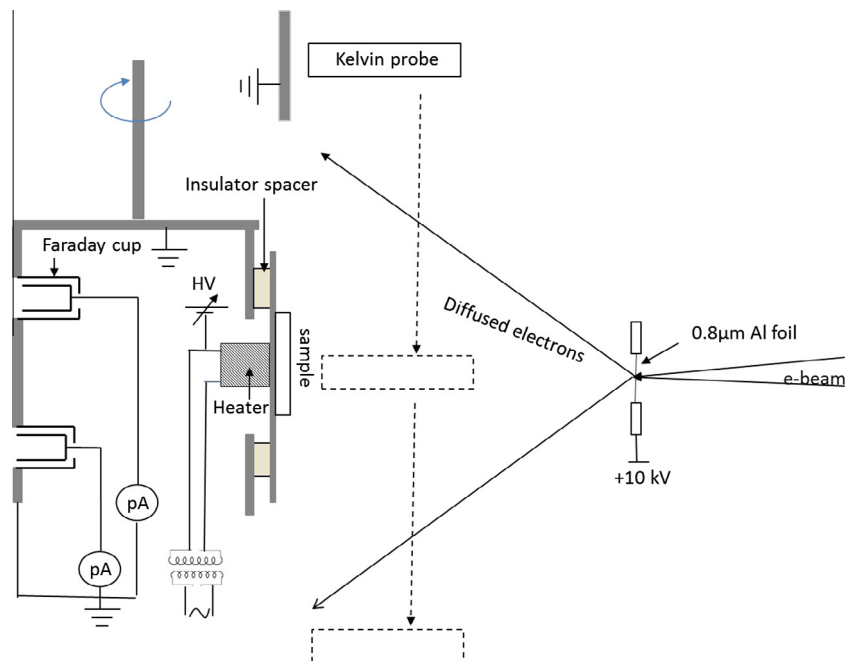 Kelvin probe
Insulator spacer
Faraday cup
HV
Diffused electrons
0.8μm Al foil
sample
e-beam
Heater
+10 kV
pA
pA